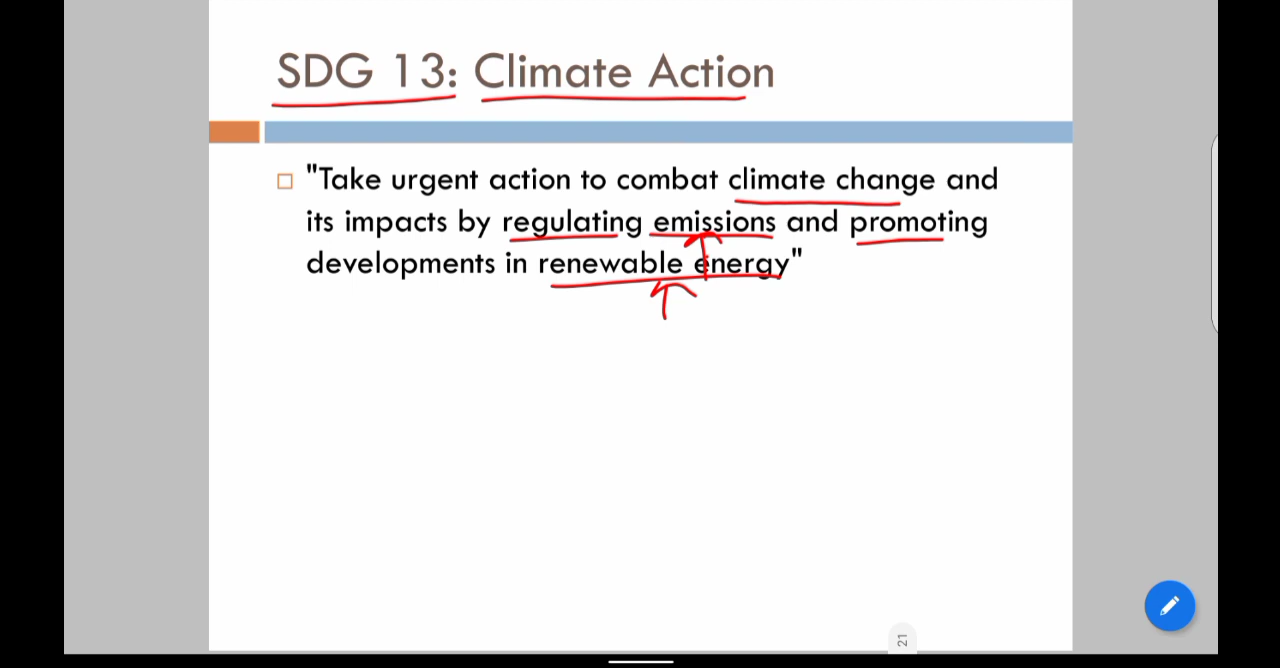 SDG 13: Climate Action
"Take urgent action to combat climate change and
its impacts by regulating emissions and promoting
developments in renewable energy"
21